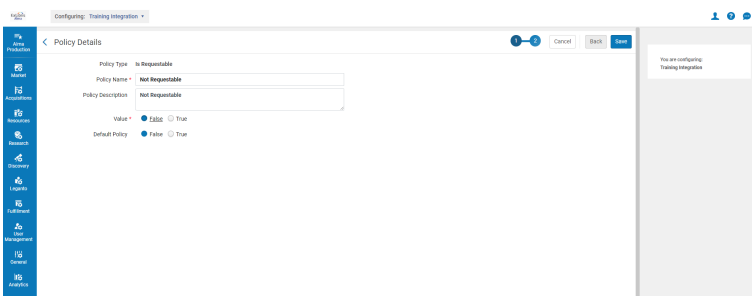 Configuring: Training Integration
Alma
Production
Market
Acquisitions
Resources
Research
Discovery
Leganto
Fulfillment
User
Management
General
Analytics
Policy Details
1 2 Cancel Back Save
Policy Type Is Requestable
Policy Name * Not Requestable
Policy Description Not Requestable
Value * False True
Default Policy False True
You are configuring:
Training Integration